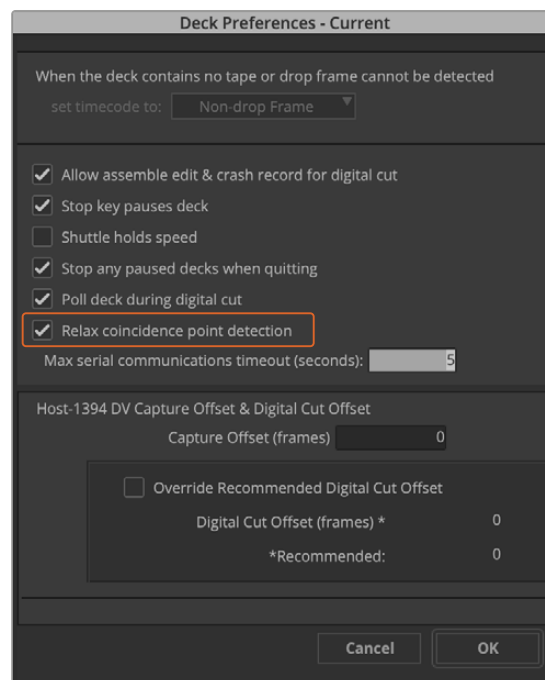 Deck Preferences - Current
When the deck contains no tape or drop frame cannot be detected
set timecode to: Non-drop Frame
Allow assemble edit & crash record for digital cut
Stop key pauses deck
Shuttle holds speed
Stop any paused decks when quitting
Poll deck during digital cut
Relax coincidence point detection
Max serial communications timeout (seconds): 5
Host-1394 DV Capture Offset & Digital Cut Offset
Capture Offset (frames) 0
Override Recommended Digital Cut Offset
Digital Cut Offset (frames) * 0
*Recommended: 0
Cancel OK